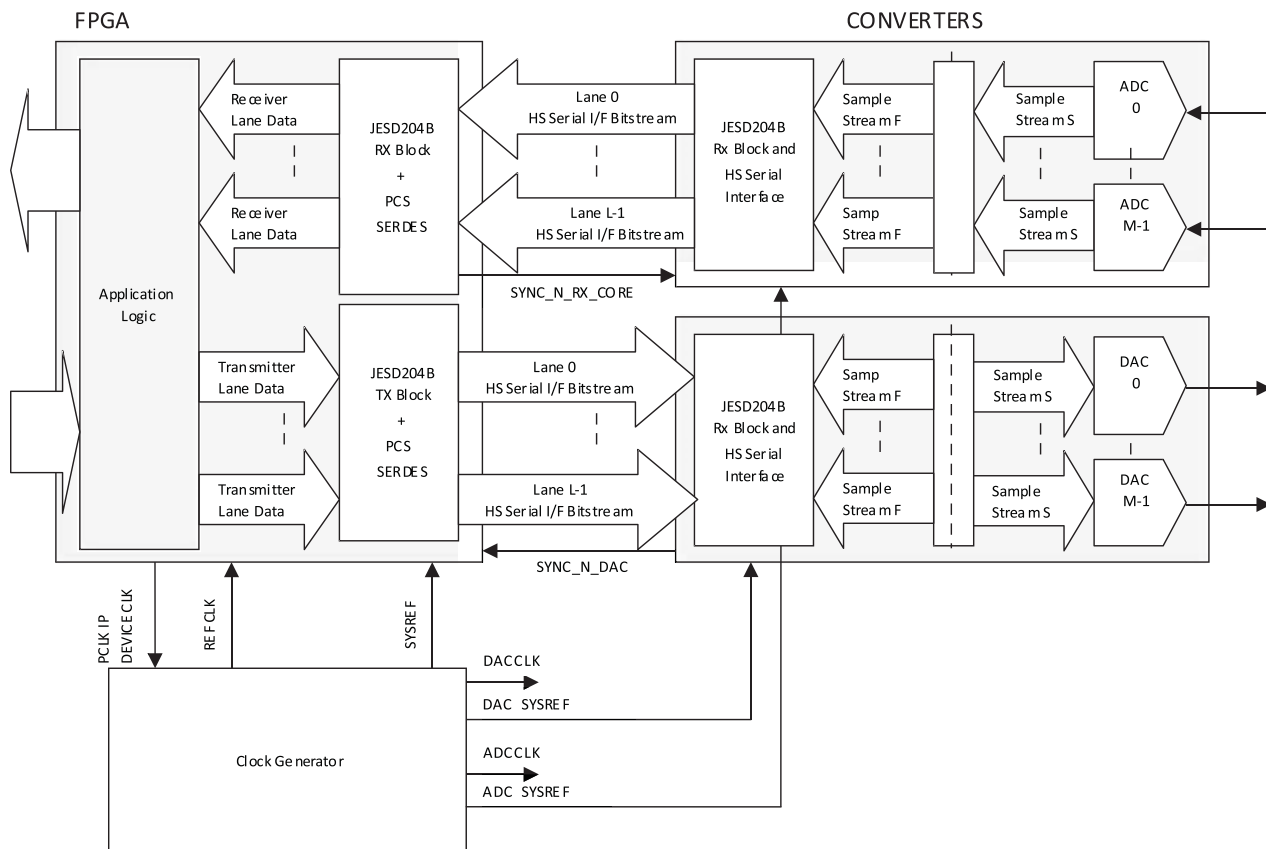 FPGA
CONVERTERS
Receiver
Lane Data
JESD204B
RX Block
+
PCS
SERDES
Lane 0
HS Serial I/F Bitstream
JESD204B
Rx Block and
HS Serial
Interface
Sample
Stream F
Sample
Stream S
ADC
0
Receiver
Lane Data
Lane L-1
HS Serial I/F Bitstream
Samp
Stream F
Sample
Stream S
ADC
M-1
Application
Logic
SYNC_N_RX_CORE
Transmitter
Lane Data
JESD204B
TX Block
+
PCS
SERDES
Lane 0
HS Serial I/F Bitstream
JESD204B
Rx Block and
HS Serial
Interface
Samp
Stream F
Sample
Stream S
DAC
0
Transmitter
Lane Data
Lane L-1
HS Serial I/F Bitstream
Sample
Stream F
Sample
Stream S
DAC
M-1
SYNC_N_DAC
PCLK IP
DEVICE CLK
REFCLK
SYSREF
DACCLK
DAC SYSREF
Clock Generator
ADCCLK
ADC SYSREF